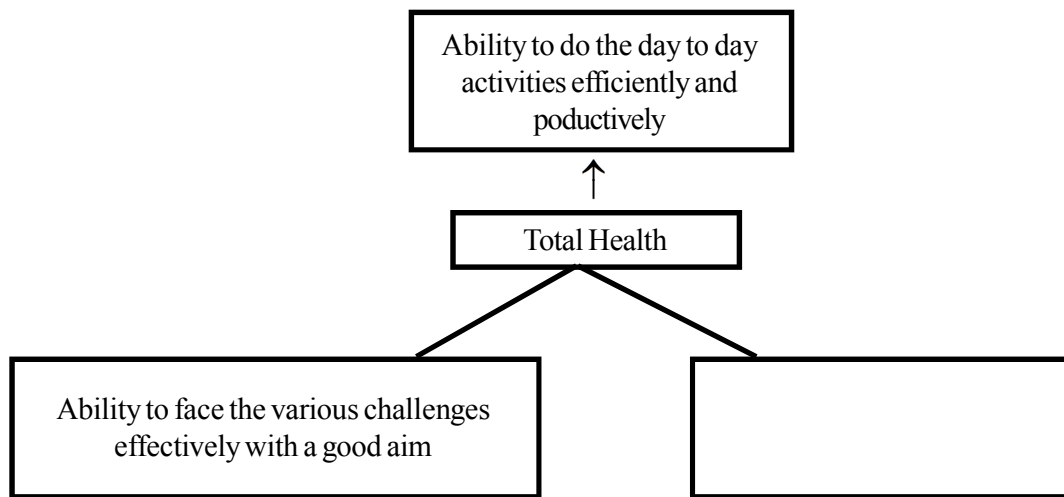 Ability to do the day to day
activities efficiently and
poductively
Total Health
Ability to face the various challenges
effectively with a good aim